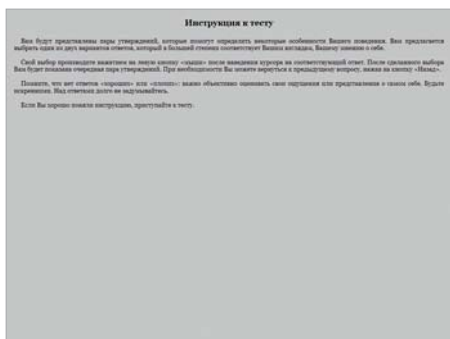 Инструкция к тесту
Вам будут представлены пары утверждений, которые помогут определить некоторые особенности Вашего поведения. Вам предлагается
выбрать один из двух вариантов ответов, который в большей степени соответствует Вашим взглядам, Вашему мнению о себе.
Свой выбор производите нажатием на левую кнопку «мыши» после наведения курсора на соответствующий ответ. После сделанного выбора
Вам будет показана очередная пара утверждений. При необходимости Вы можете вернуться к предыдущему вопросу, нажав на кнопку «Назад».
Помните, что нет ответов «хороших» или «плохих»: важно объективно оценивать свои ощущения или представления о самом себе. Будьте
искренними. Над ответами долго не задумывайтесь.
Если Вы хорошо поняли инструкцию, приступайте к тесту.